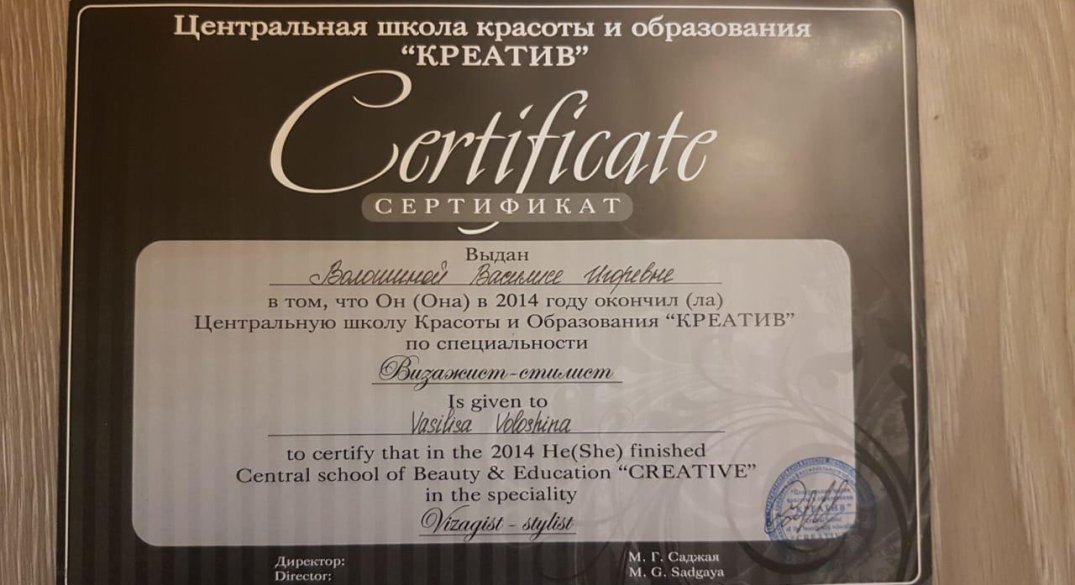 Центральная школа красоты и образования
“КРЕАТИВ”
Certificate
СЕРТИФИКАТ
Выдан
Волошиной Василисе Игоревне
в том, что Он (Она) в 2014 году окончил (ла)
Центральную школу Красоты и Образования “КРЕАТИВ”
по специальности
Визажист-стилист
Is given to
Vasilisa Voloshina
to certify that in the 2014 He(She) finished
Central school of Beauty & Education “CREATIVE”
in the speciality
Vizagist - stylist
Директор: М. Г. Саджая
Director: M. G. Sadgaya